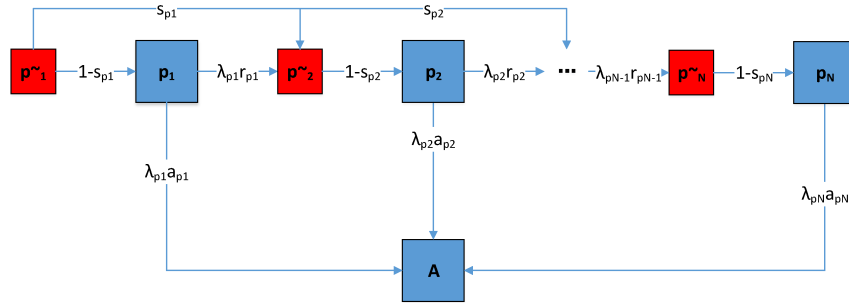 s_p1 s_p2
p~_1 1-s_p1 p_1 λ_p1r_p1 p~_2 1-s_p2 p_2 λ_p2r_p2 ... λ_pN-1r_pN-1 p~_N 1-s_pN p_N
λ_p1a_p1 λ_p2a_p2 λ_pNa_pN
A